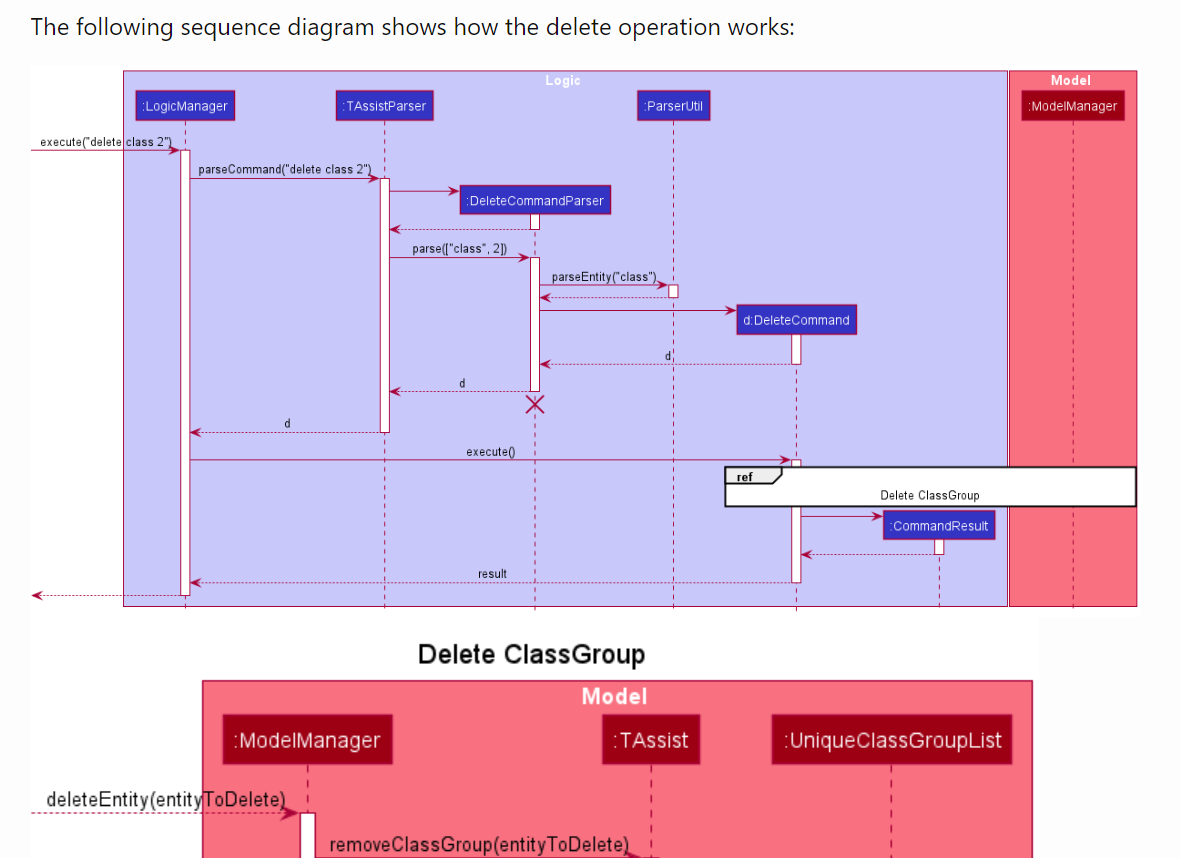 The following sequence diagram shows how the delete operation works:
Logic
Model
:LogicManager
:TAssistParser
:ParserUtil
:ModelManager
execute("delete class 2")
parseCommand("delete class 2")
:DeleteCommandParser
parse(["class", 2])
parseEntity("class")
d:DeleteCommand
d
d
d
execute()
ref
Delete ClassGroup
:CommandResult
result
Delete ClassGroup
Model
:ModelManager
:TAssist
:UniqueClassGroupList
deleteEntity(entityToDelete)
removeClassGroup(entityToDelete)